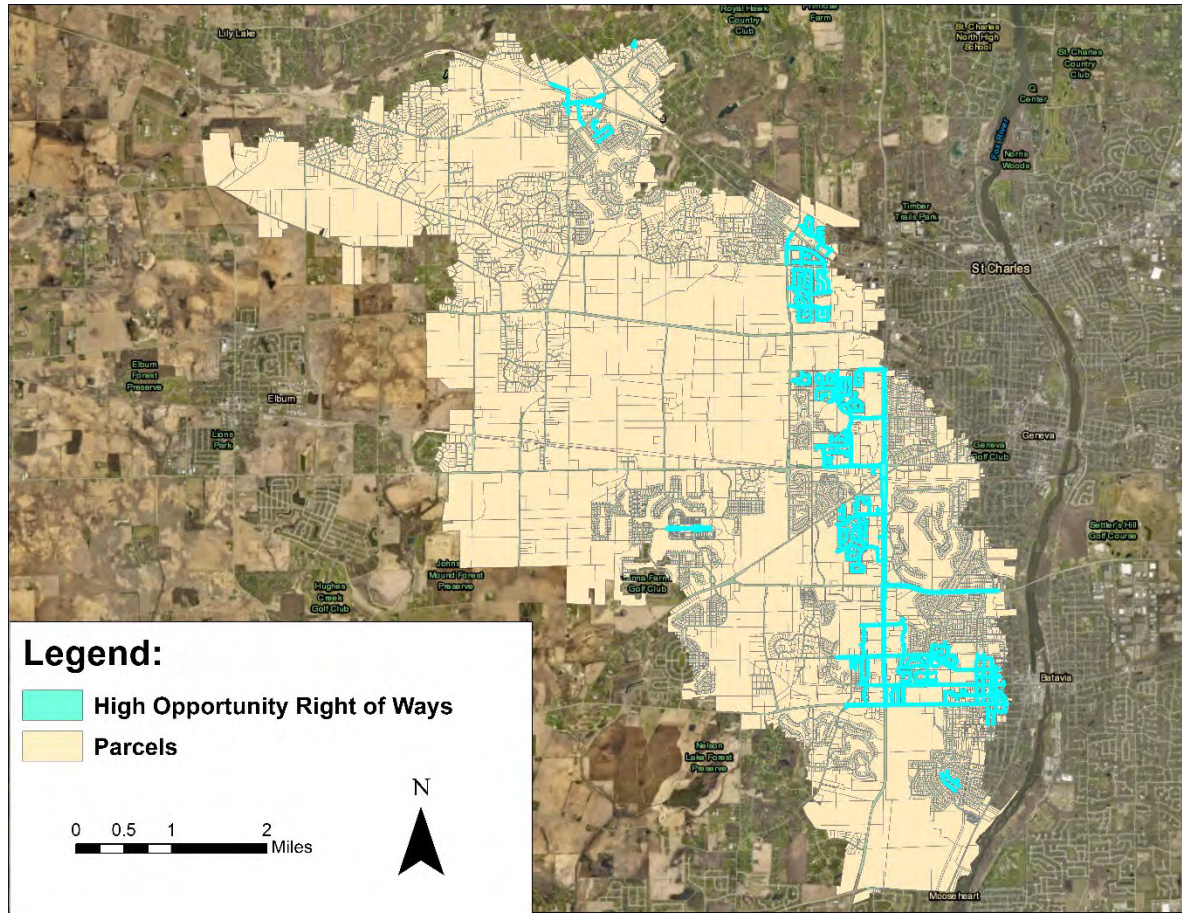 Lily Lake
Royal Hawk
Country
Club
Primrose
Farm
St. Charles
North High
School
St. Charles
Country
Club
Q
Center
Fox River
Norris
Woods
Timber
Trails Park
St Charles
Elburn
Forest
Preserve
Elburn
Lions
Park
Geneva
Golf Club
Geneva
Settler's Hill
Golf Course
Johns
Mound Forest
Preserve
Hughes
Creek
Golf Club
Golf Club
Batavia
Nelson
Lake Forest
Preserve
Mooseheart
Legend:
High Opportunity Right of Ways
Parcels
N
0 0.5 1 2
Miles